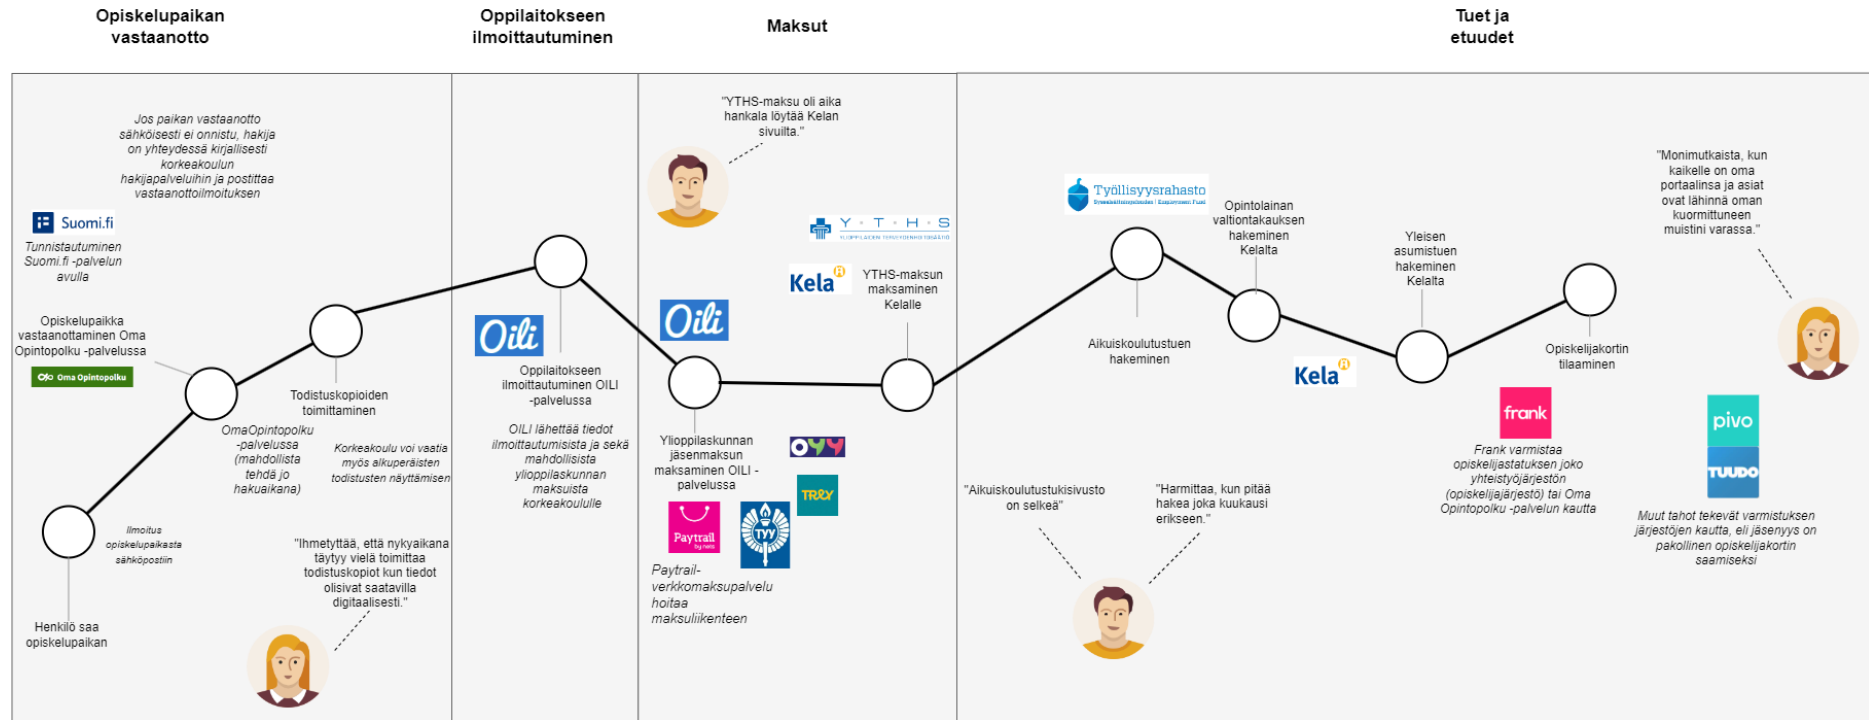 Opiskelupaikan
vastaanotto
Oppilaitokseen
ilmoittautuminen
Maksut
Tuet ja
etuudet
Jos paikan vastaanotto
sähköisesti ei onnistu, hakija
on yhteydessä kirjallisesti
korkeakoulun
hakijapalveluihin ja postittaa
vastaanottoilmoituksen
Suomi.fi
Tunnistautuminen
Suomi.fi -palvelun
avulla
Opiskelupaikka
vastaanottaminen Oma
Opintopolku -palvelussa
Oma Opintopolku
Todistuskopioiden
toimittaminen
OmaOpintopolku
-palvelussa
(mahdollista
tehdä jo
hakuaikana)
Korkeakoulu voi vaatia
myös alkuperäisten
todistusten näyttämisen
Ilmoitus
opiskelupaikasta
sähköpostiin
Henkilö saa
opiskelupaikan
"Ihmetyttää, että nykyaikana
täytyy vielä toimittaa
todistuskopiot kun tiedot
olisivat saatavilla
digitaalisesti."
Oili
Oppilaitokseen
ilmoittautuminen OILI
-palvelussa
OILI lähettää tiedot
ilmoittautumisista ja sekä
mahdollisista
ylioppilaskunnan
maksuista
korkeakoululle
"YTHS-maksu oli aika
hankala löytää Kelan
sivuilta."
Y·T·H·S
YLIOPPILAIDEN TERVEYDENHOITOSÄÄTIÖ
Kela
YTHS-maksun
maksaminen
Kelalle
Oili
Ylioppilaskunnan
jäsenmaksun
maksaminen OILI -
palvelussa
OYY
TREY
Paytrail
by nets
TYY
Paytrail-
verkkomaksupalvelu
hoitaa
maksuliikenteen
Työllisyysrahasto
Sysselsättningsfonden | Employment Fund
Aikuiskoulutustuen
hakeminen
Opintolainan
valtiontakauksen
hakeminen
Kelalta
Kela
Yleisen
asumistuen
hakeminen
Kelalta
Opiskelijakortin
tilaaminen
"Monimutkaista, kun
kaikelle on oma
portaalinsa ja asiat
ovat lähinnä oman
kuormittuneen
muistini varassa."
"Aikuiskoulutustukisivusto
on selkeä"
"Harmittaa, kun pitää
hakea joka kuukausi
erikseen."
frank
Frank varmistaa
opiskelijastatuksen joko
yhteistyöjärjestön
(opiskelijajärjestö) tai Oma
Opintopolku -palvelun kautta
pivo
TUUDO
Muut tahot tekevät varmistuksen
järjestöjen kautta, eli jäsenyys on
pakollinen opiskelijakortin
saamiseksi